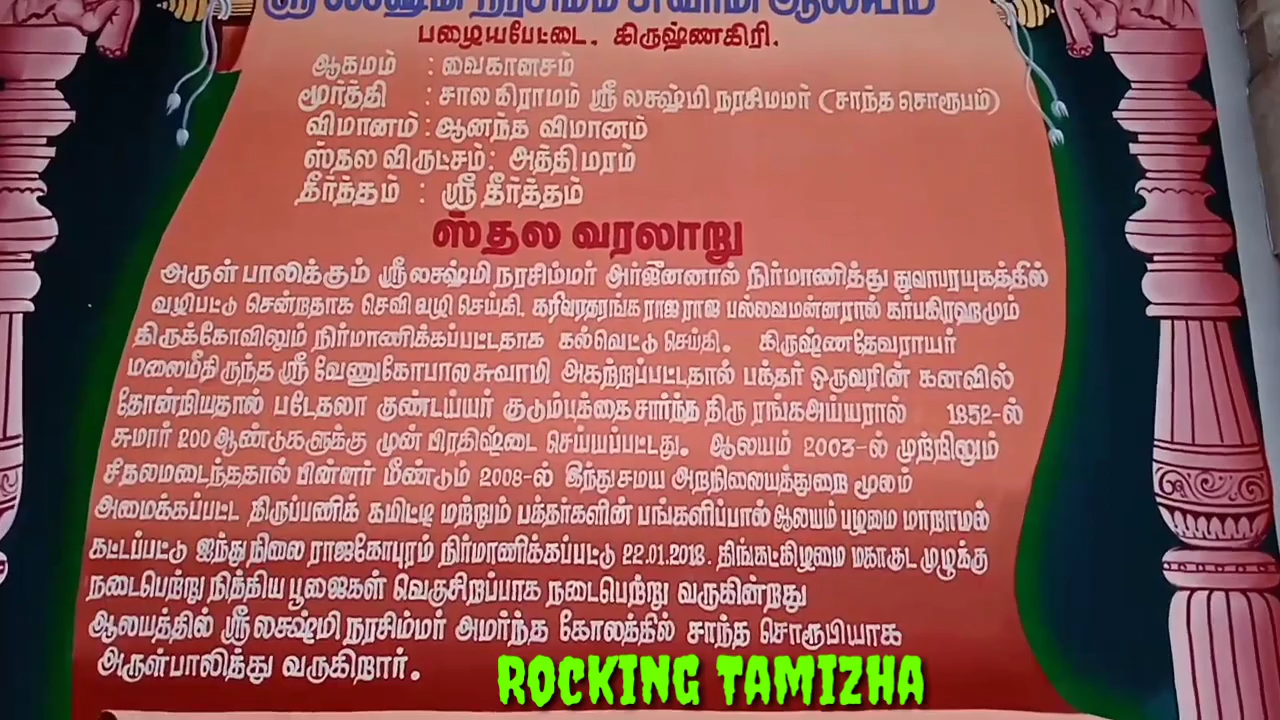 ஸ்ரீ லக்ஷ்மி நரசிம்ம சுவாமி ஆலயம்
பழையபேட்டை, கிருஷ்ணகிரி.
ஆகமம் : வைகானசம்
மூர்த்தி : சாலகிராமம் ஸ்ரீ லக்ஷ்மி நரசிம்மர் (சாந்த சொரூபம்)
விமானம் : ஆனந்த விமானம்
ஸ்தல விருட்சம் : அத்தி மரம்
தீர்த்தம் : ஸ்ரீ தீர்த்தம்
ஸ்தல வரலாறு
அருள் பாலிக்கும் ஸ்ரீ லக்ஷ்மி நரசிம்மர் அர்ஜீனனால் நிர்மாணித்து துவாபரயுகத்தில்
வழிபட்டு சென்றதாக செவி வழி செய்தி. கரிவரதரங்க ராஜ ராஜ பல்லவமன்னரால் கர்பகிரஹமும்
திருக்கோவிலும் நிர்மாணிக்கப்பட்டதாக கல்வெட்டு செய்தி. கிருஷ்ணதேவராயர்
மலைமீதிருந்த ஸ்ரீ வேணுகோபால சுவாமி அகற்றப்பட்டதால் பக்தர் ஒருவரின் கனவில்
தோன்றியதால் படேதலா குண்டய்யர் குடும்பத்தை சார்ந்த திரு ரங்கஅய்யரால் 1852-ல்
சுமார் 200 ஆண்டுகளுக்கு முன் பிரதிஷ்டை செய்யப்பட்டது. ஆலயம் 2003-ல் முற்றிலும்
சிதலமடைந்ததால் பின்னர் மீண்டும் 2008-ல் இந்து சமய அறநிலையத்துறை மூலம்
அமைக்கப்பட்ட திருப்பணிக் கமிட்டி மற்றும் பக்தர்களின் பங்களிப்பால் ஆலயம் பழமை மாறாமல்
கட்டப்பட்டு ஐந்து நிலை ராஜகோபுரம் நிர்மாணிக்கப்பட்டு 22.01.2018. திங்கட்கிழமை மகாகுட முழுக்கு
நடைபெற்று நித்திய பூஜைகள் வெகுசிறப்பாக நடைபெற்று வருகின்றது
ஆலயத்தில் ஸ்ரீ லக்ஷ்மி நரசிம்மர் அமர்ந்த கோலத்தில் சாந்த சொரூபியாக
அருள்பாலித்து வருகிறார்.
ROCKING TAMIZHA